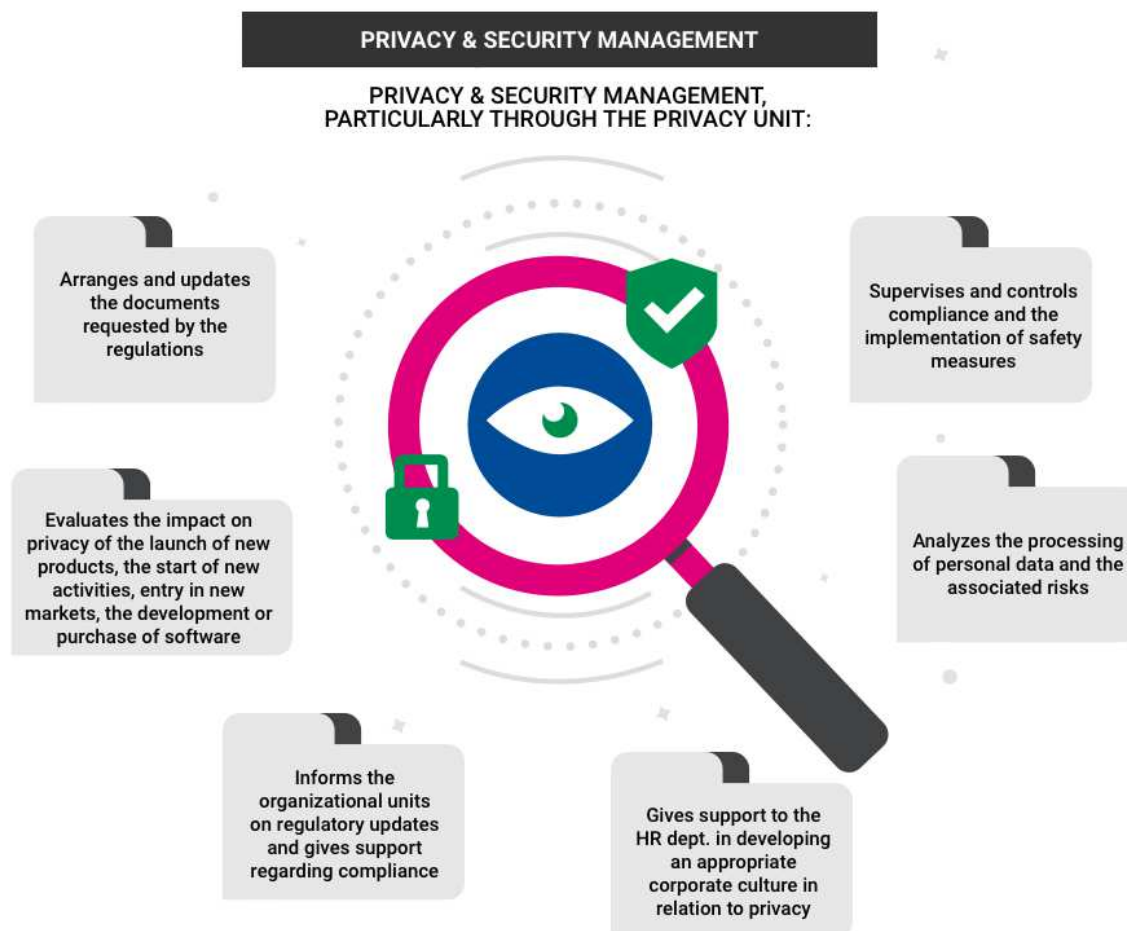 PRIVACY & SECURITY MANAGEMENT
PRIVACY & SECURITY MANAGEMENT,
PARTICULARLY THROUGH THE PRIVACY UNIT:
Arranges and updates
the documents
requested by the
regulations
Supervises and controls
compliance and the
implementation of safety
measures
Evaluates the impact on
privacy of the launch of new
products, the start of new
activities, entry in new
markets, the development or
purchase of software
Analyzes the processing
of personal data and the
associated risks
Informs the
organizational units
on regulatory updates
and gives support
regarding compliance
Gives support to the
HR dept. in developing
an appropriate
corporate culture in
relation to privacy